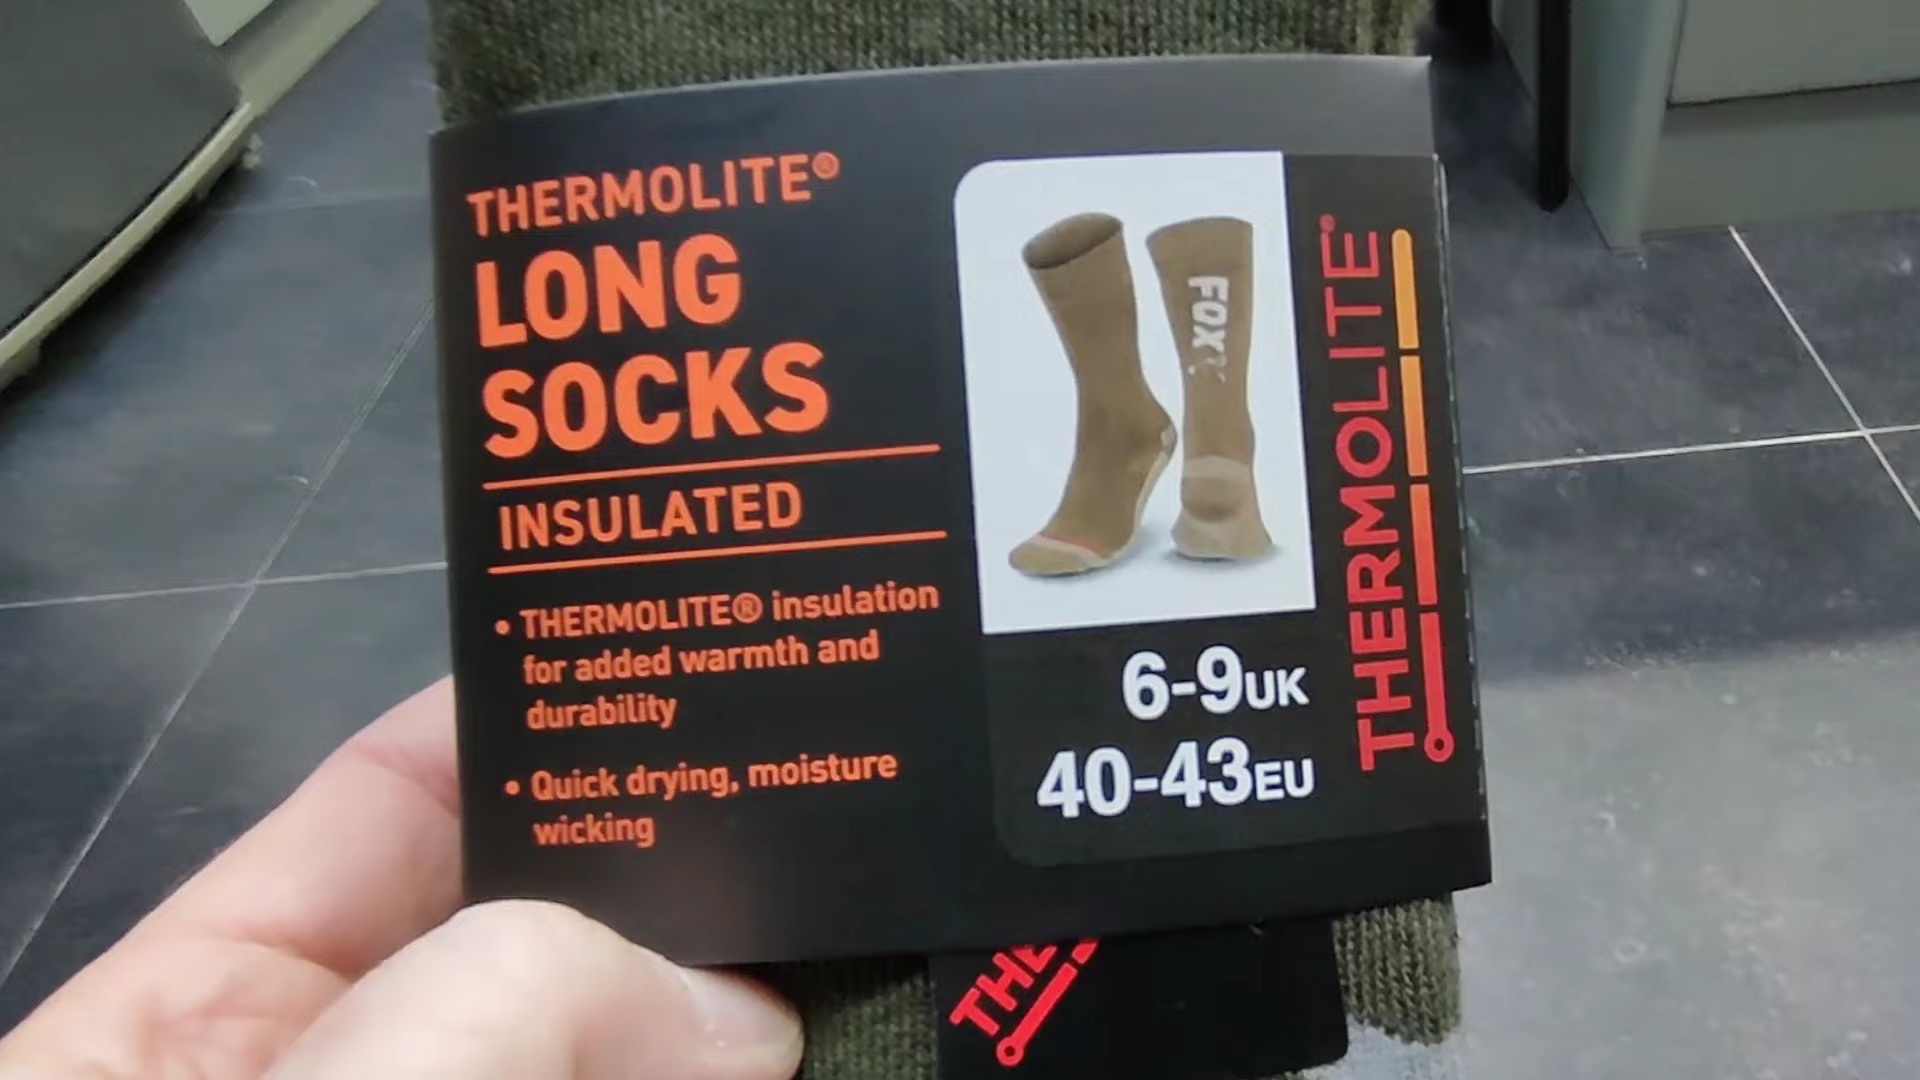 THERMOLITE®
LONG
SOCKS
INSULATED
• THERMOLITE® insulation
for added warmth and
durability
• Quick drying, moisture
wicking
FOX
6-9UK
40-43EU
THERMOLITE®
THE